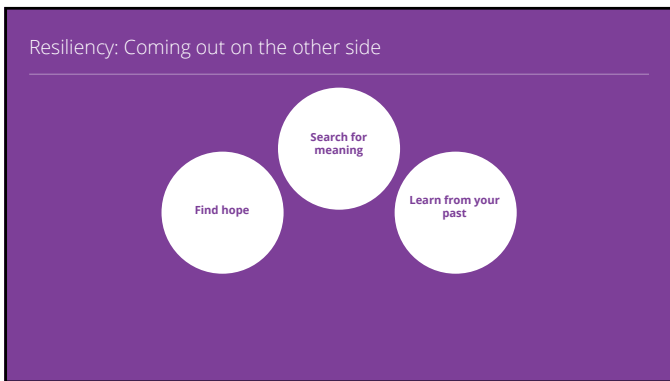 Resiliency: Coming out on the other side
Search for
meaning
Find hope
Learn from your
past